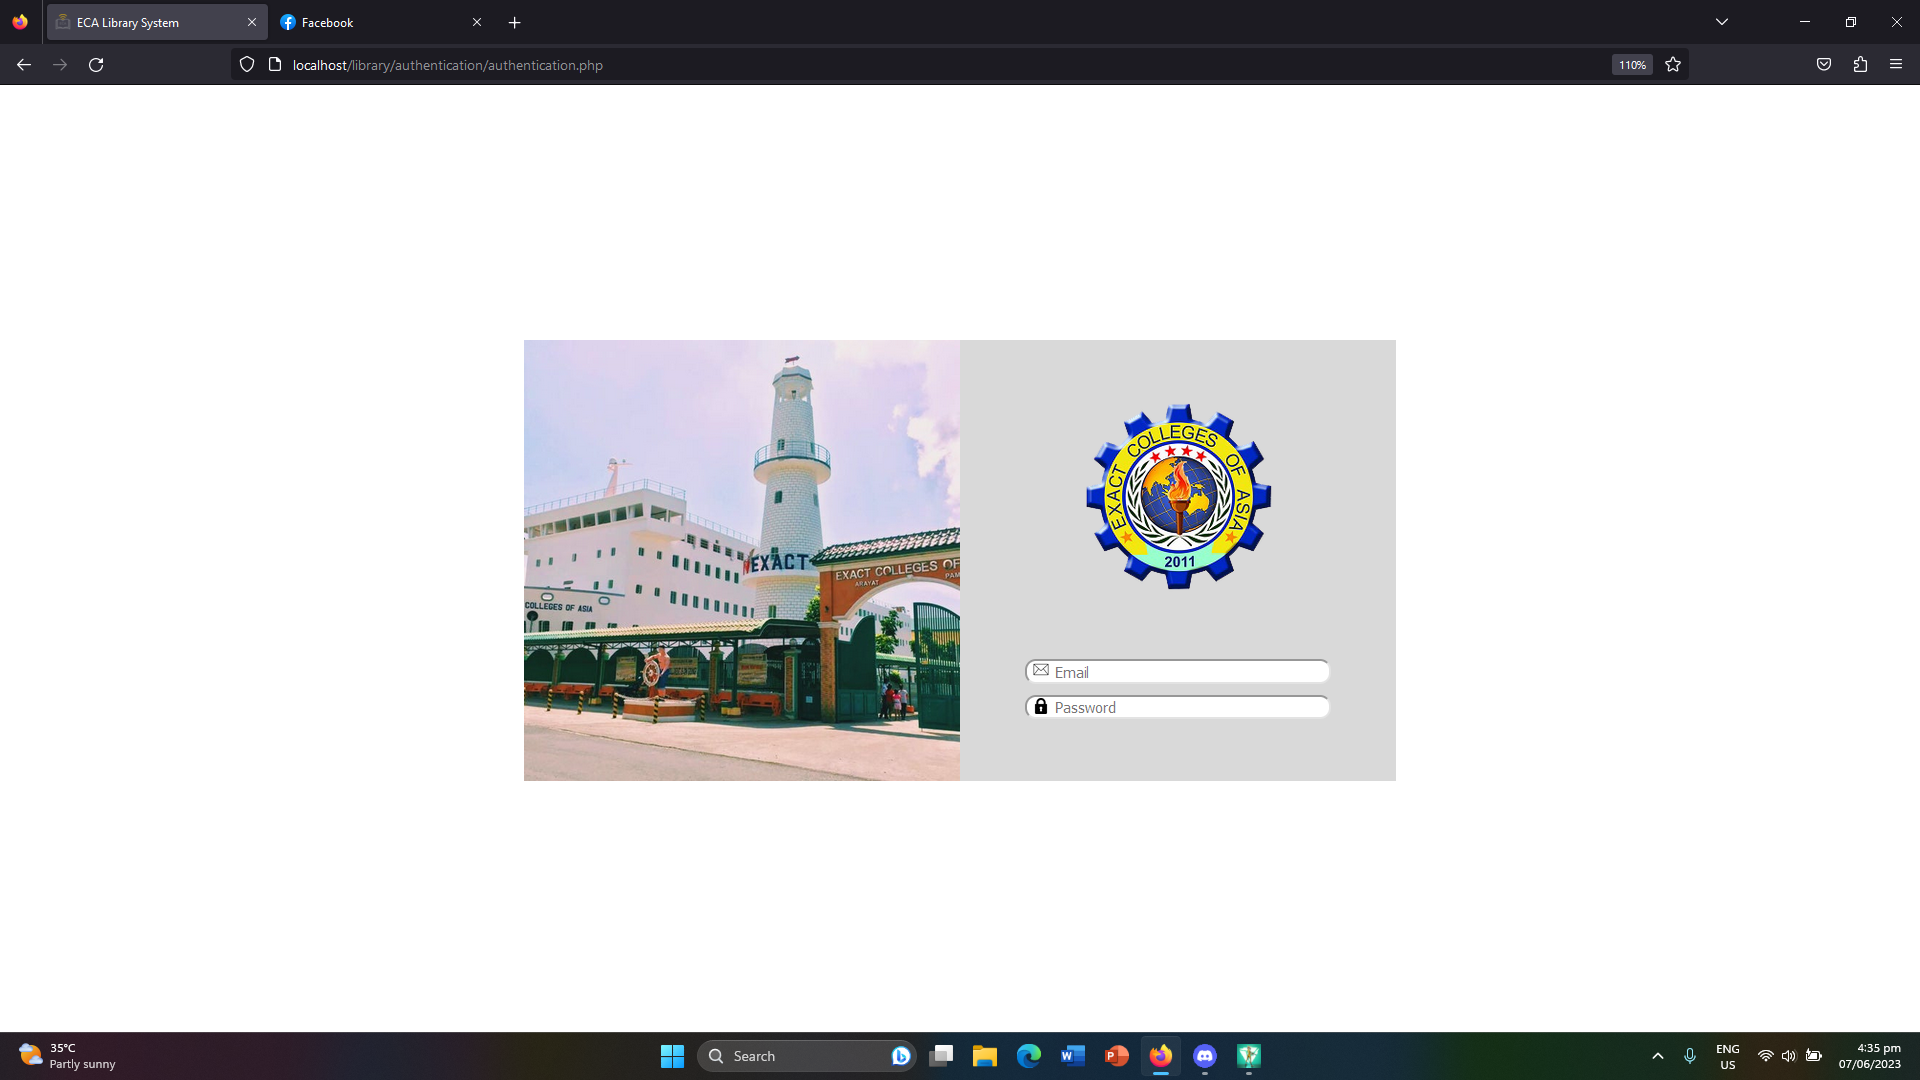 ECA Library System
Facebook
localhost/library/authentication/authentication.php
110%
EXACT
EXACT COLLEGES OF
ARAYAT
PAM
COLLEGES OF ASIA
EXACT COLLEGES OF ASIA
2011
Email
Password
35°C
Partly sunny
Search
ENG
US
4:35 pm
07/06/2023